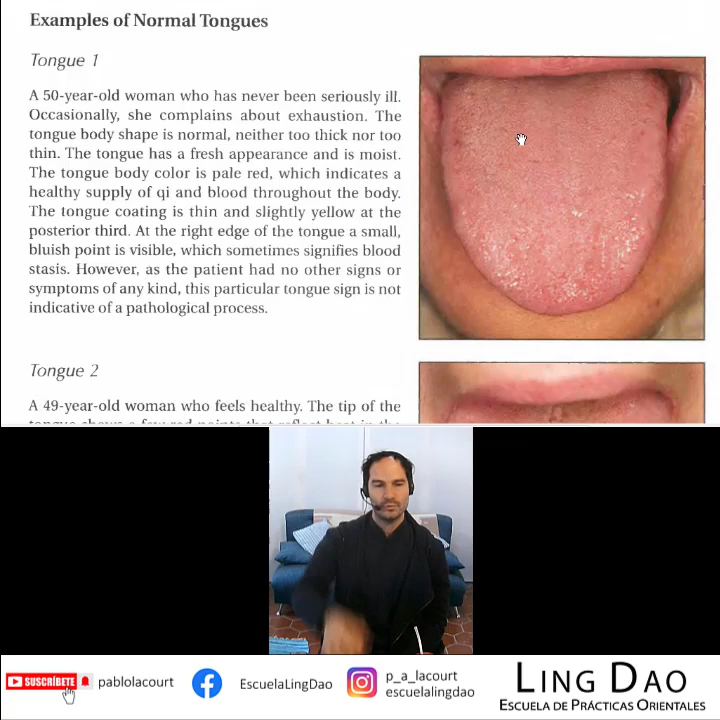 Examples of Normal Tongues
Tongue 1
A 50-year-old woman who has never been seriously ill.
Occasionally, she complains about exhaustion. The
tongue body shape is normal, neither too thick nor too
thin. The tongue has a fresh appearance and is moist.
The tongue body color is pale red, which indicates a
healthy supply of qi and blood throughout the body.
The tongue coating is thin and slightly yellow at the
posterior third. At the right edge of the tongue a small,
bluish point is visible, which sometimes signifies blood
stasis. However, as the patient had no other signs or
symptoms of any kind, this particular tongue sign is not
indicative of a pathological process.
Tongue 2
A 49-year-old woman who feels healthy. The tip of the
SUSCRÍBETE
pablolacourt
EscuelaLingDao
p_a_lacourt
escuelalingdao
LING DAO
ESCUELA DE PRÁCTICAS ORIENTALES